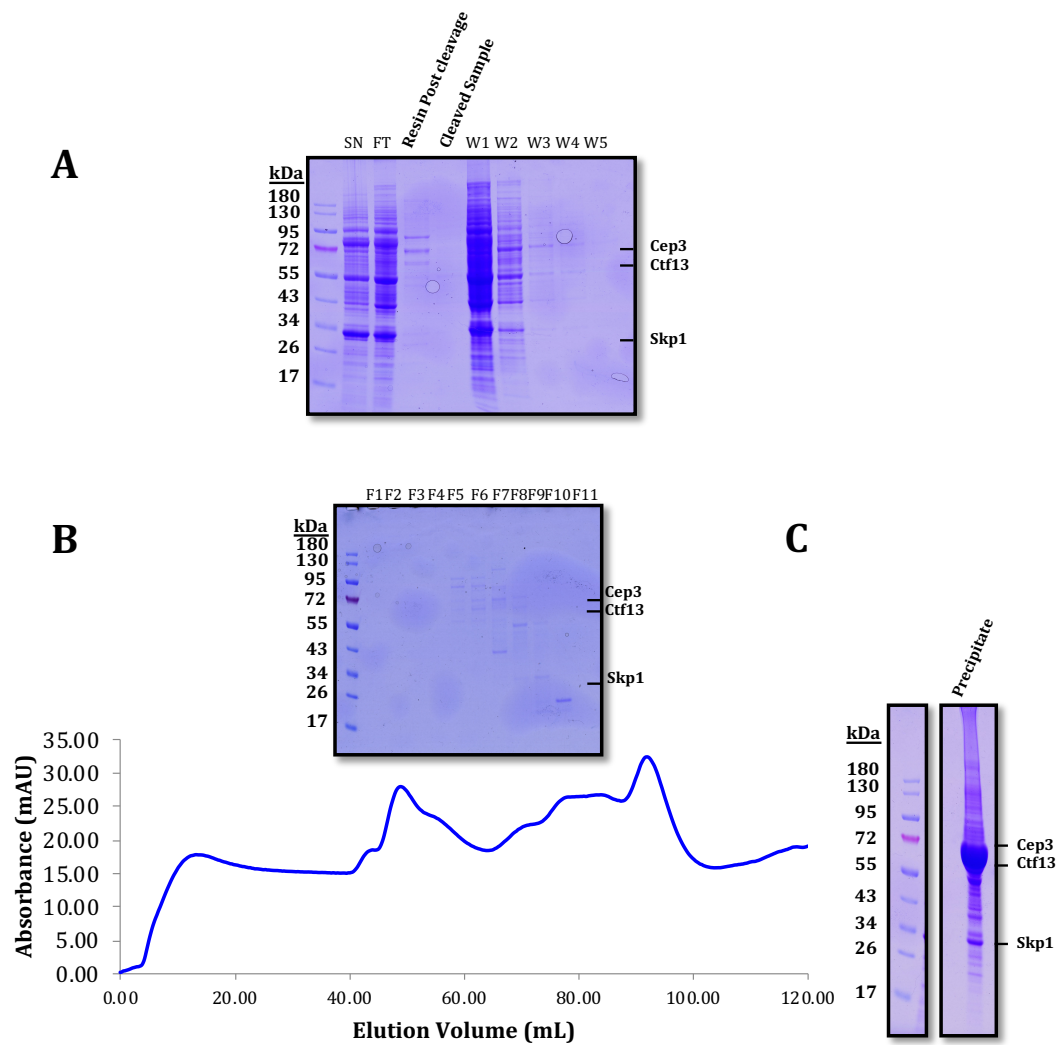 A
SN FT Resin Post cleavage Cleaved Sample W1 W2 W3 W4 W5
kDa
180
130
95
72
55
43
34
26
17
Cep3
Ctf13
Skp1
B
F1 F2 F3 F4 F5 F6 F7 F8 F9 F10 F11
kDa
180
130
95
72
55
43
34
26
17
Cep3
Ctf13
Skp1
Absorbance (mAU)
35.00
30.00
25.00
20.00
15.00
10.00
5.00
0.00
0.00 20.00 40.00 60.00 80.00 100.00 120.00
Elution Volume (mL)
C
Precipitate
kDa
180
130
95
72
55
43
34
26
17
Cep3
Ctf13
Skp1